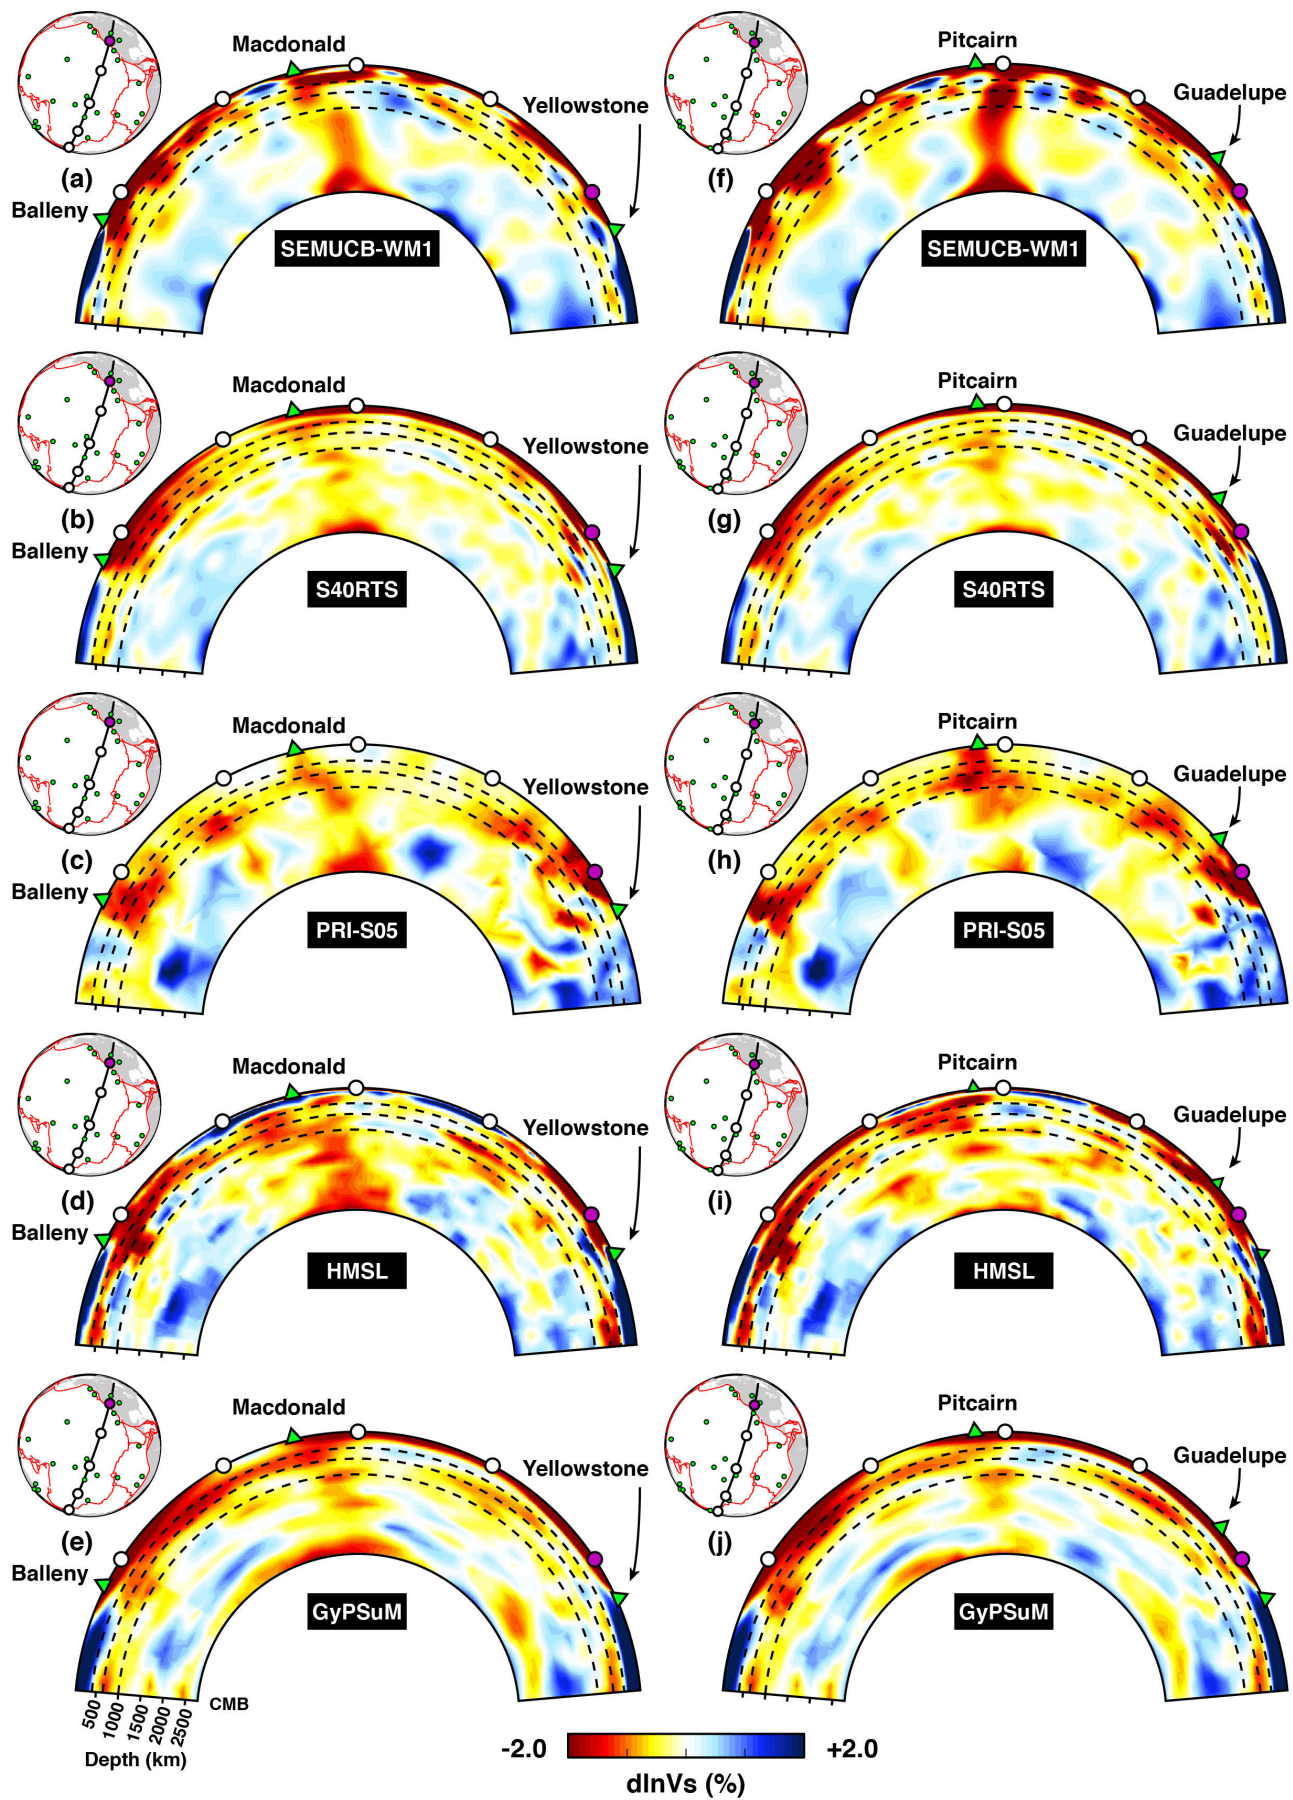 Macdonald
Yellowstone
(a)
Balleny
SEMUCB-WM1
Pitcairn
Guadelupe
(f)
SEMUCB-WM1
Macdonald
Yellowstone
(b)
Balleny
S40RTS
Pitcairn
Guadelupe
(g)
S40RTS
Macdonald
Yellowstone
(c)
Balleny
PRI-S05
Pitcairn
Guadelupe
(h)
PRI-S05
Macdonald
Yellowstone
(d)
Balleny
HMSL
Pitcairn
Guadelupe
(i)
HMSL
Macdonald
Yellowstone
(e)
Balleny
GyPSuM
Pitcairn
Guadelupe
(j)
GyPSuM
500
1000
1500
2000
2500
CMB
Depth (km)
-2.0
+2.0
dlnVs (%)